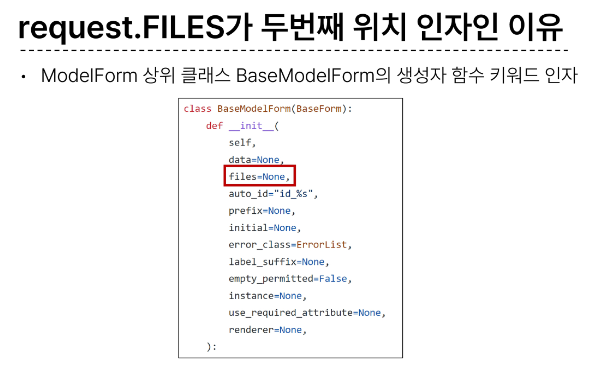 request.FILES가 두번째 위치 인자인 이유
• ModelForm 상위 클래스 BaseModelForm의 생성자 함수 키워드 인자
class BaseModelForm(BaseForm):
    def __init__(
        self,
        data=None,
        files=None,
        auto_id="id_%s",
        prefix=None,
        initial=None,
        error_class=ErrorList,
        label_suffix=None,
        empty_permitted=False,
        instance=None,
        use_required_attribute=None,
        renderer=None,
    ):